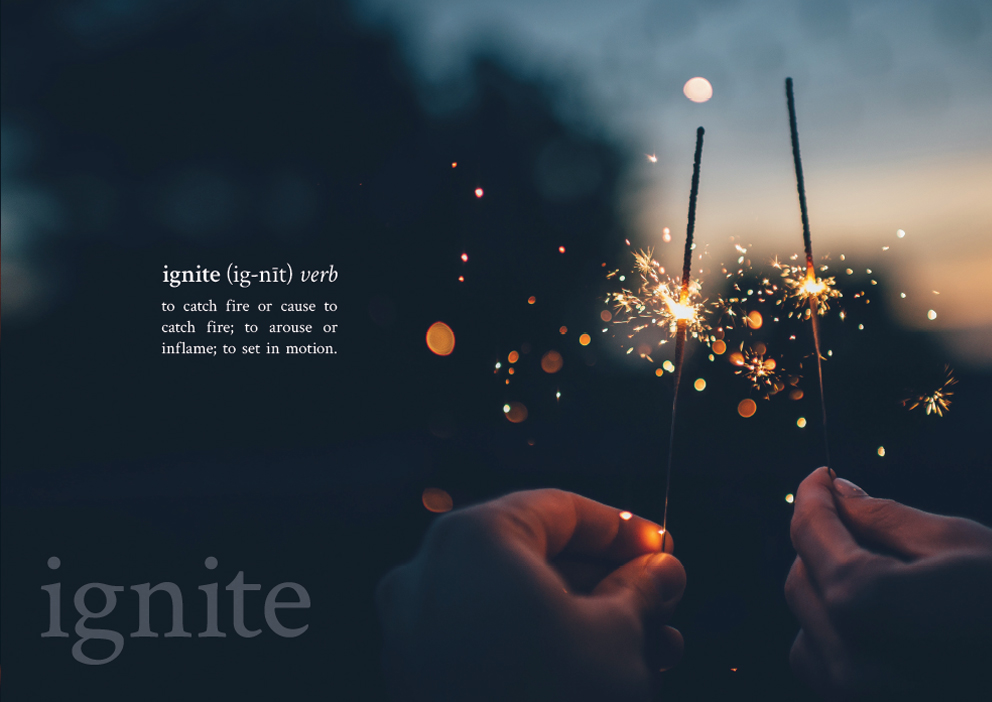 ignite (ig-nīt) verb
to catch fire or cause to
catch fire; to arouse or
inflame; to set in motion.
ignite